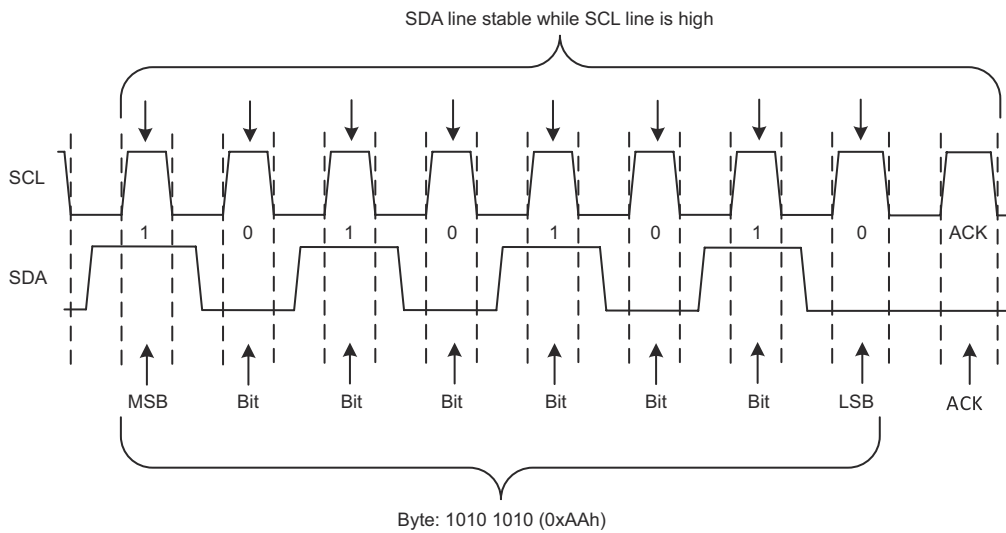 SDA line stable while SCL line is high
SCL
1 0 1 0 1 0 1 0 ACK
SDA
MSB Bit Bit Bit Bit Bit Bit LSB ACK
Byte: 1010 1010 (0xAAh)